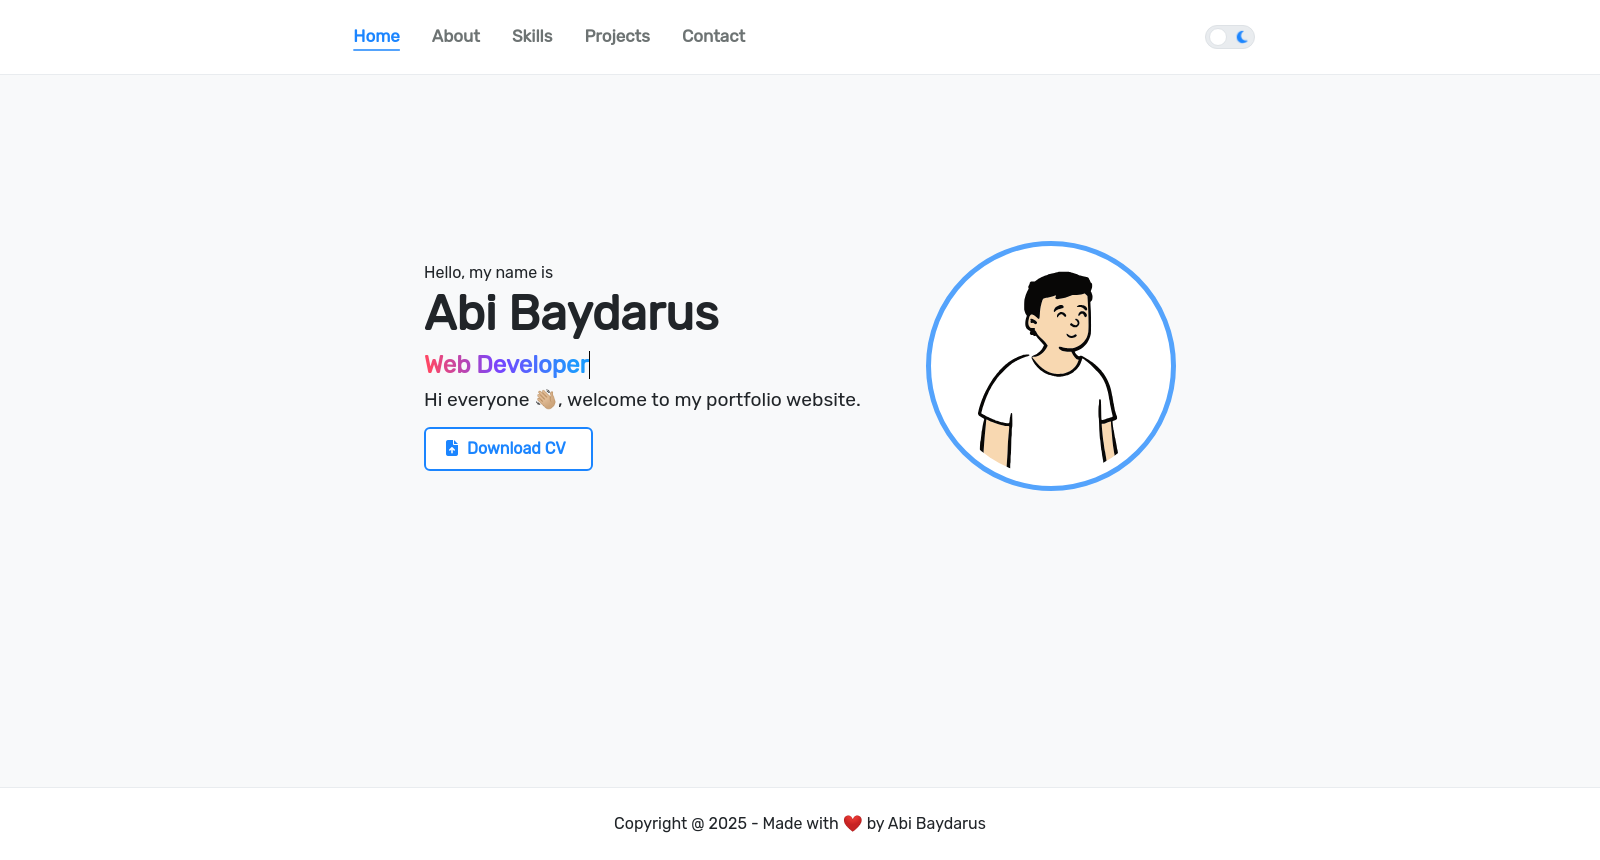 Home About Skills Projects Contact
Hello, my name is
Abi Baydarus
Web Developer
Hi everyone 👋🏼, welcome to my portfolio website.
Download CV
Copyright @ 2025 - Made with ❤️ by Abi Baydarus